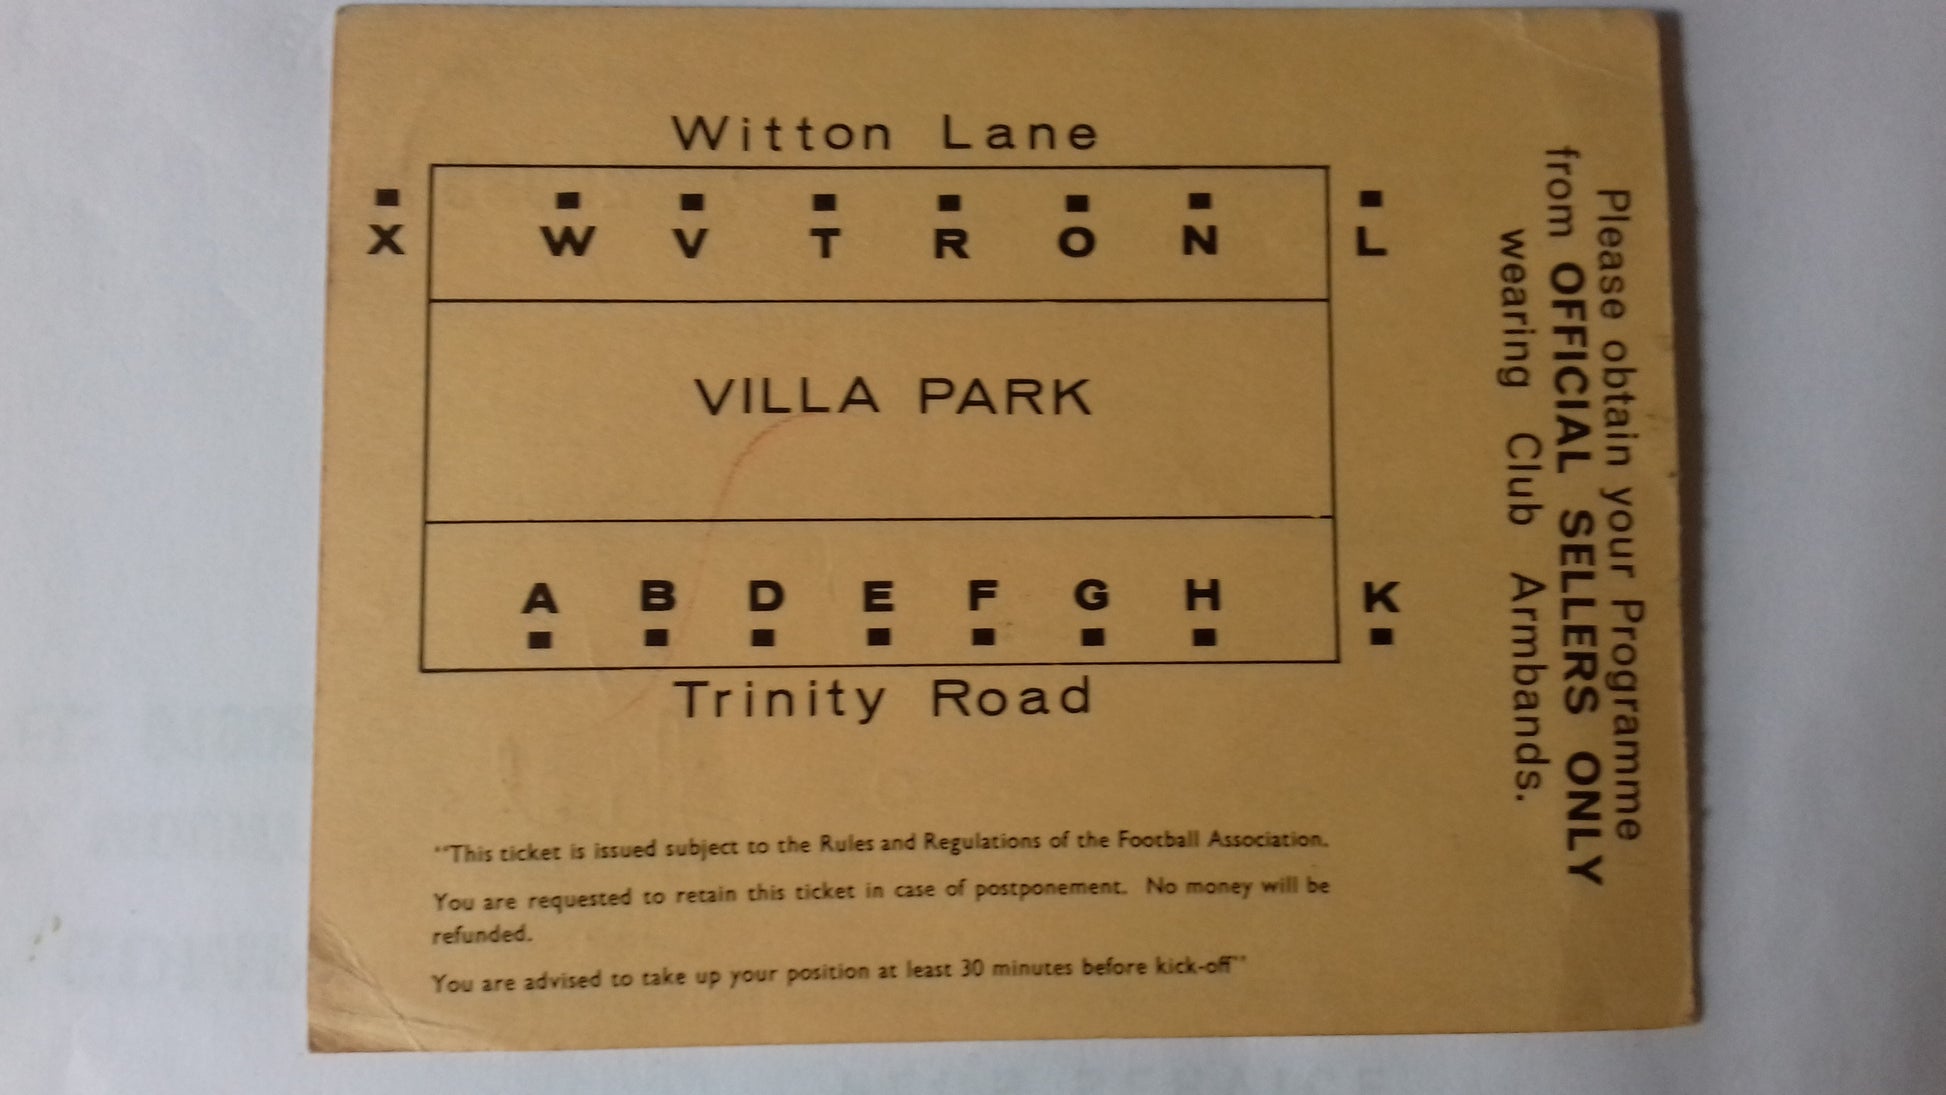 Witton Lane
X W V T R O N L
VILLA PARK
A B D E F G H K
Trinity Road
Please obtain your Programme
from OFFICIAL SELLERS ONLY
wearing Club Armbands.
"This ticket is issued subject to the Rules and Regulations of the Football Association.
You are requested to retain this ticket in case of postponement. No money will be
refunded.
You are advised to take up your position at least 30 minutes before kick-off"